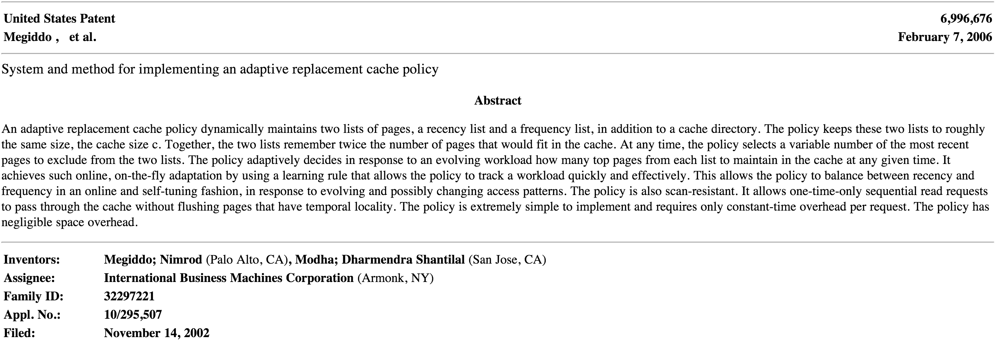 United States Patent 6,996,676
Megiddo , et al. February 7, 2006
System and method for implementing an adaptive replacement cache policy
Abstract
An adaptive replacement cache policy dynamically maintains two lists of pages, a recency list and a frequency list, in addition to a cache directory. The policy keeps these two lists to roughly
the same size, the cache size c. Together, the two lists remember twice the number of pages that would fit in the cache. At any time, the policy selects a variable number of the most recent
pages to exclude from the two lists. The policy adaptively decides in response to an evolving workload how many top pages from each list to maintain in the cache at any given time. It
achieves such online, on-the-fly adaptation by using a learning rule that allows the policy to track a workload quickly and effectively. This allows the policy to balance between recency and
frequency in an online and self-tuning fashion, in response to evolving and possibly changing access patterns. The policy is also scan-resistant. It allows one-time-only sequential read requests
to pass through the cache without flushing pages that have temporal locality. The policy is extremely simple to implement and requires only constant-time overhead per request. The policy has
negligible space overhead.
Inventors: Megiddo; Nimrod (Palo Alto, CA), Modha; Dharmendra Shantilal (San Jose, CA)
Assignee: International Business Machines Corporation (Armonk, NY)
Family ID: 32297221
Appl. No.: 10/295,507
Filed: November 14, 2002